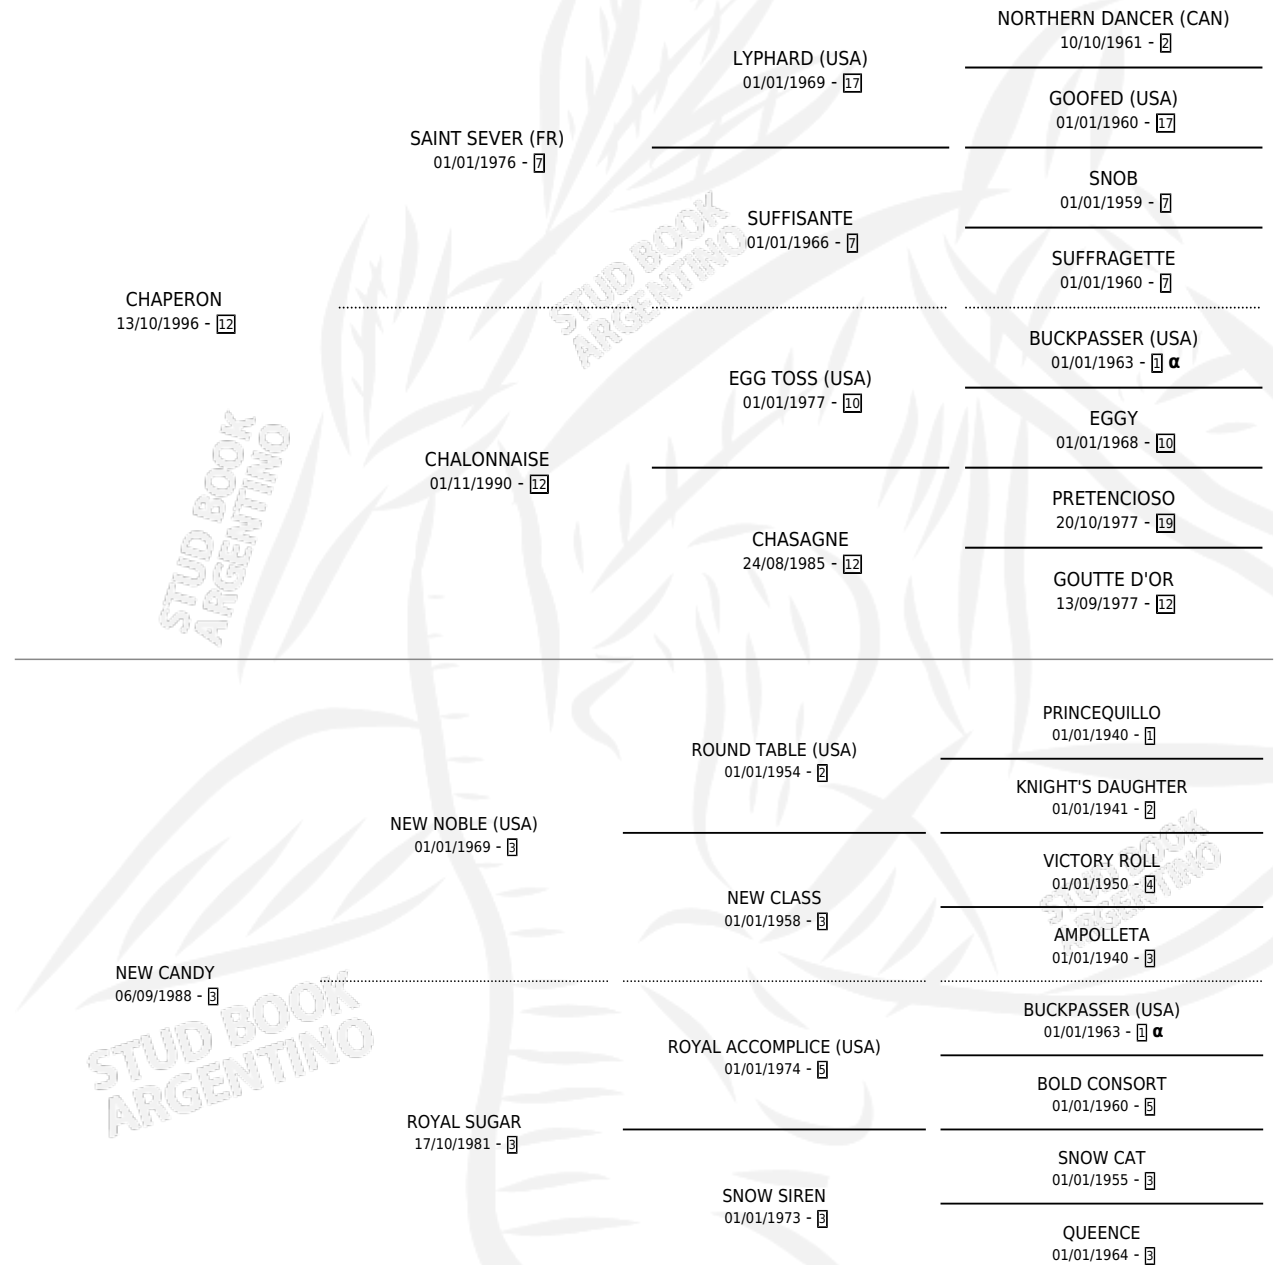 NORTHERN DANCER (CAN)
10/10/1961 - 2
LYPHARD (USA)
01/01/1969 - 17
GOOFED (USA)
01/01/1960 - 17
SAINT SEVER (FR)
01/01/1976 - 7
SNOB
01/01/1959 - 7
SUFFISANTE
01/01/1966 - 7
SUFFRAGETTE
01/01/1960 - 7
CHAPERON
13/10/1996 - 12
BUCKPASSER (USA)
01/01/1963 - 1 α
EGG TOSS (USA)
01/01/1977 - 10
EGGY
01/01/1968 - 10
CHALONNAISE
01/11/1990 - 12
PRETENCIOSO
20/10/1977 - 19
CHASAGNE
24/08/1985 - 12
GOUTTE D'OR
13/09/1977 - 12
STUD BOOK
ARGENTINO
STUD BOOK
ARGENTINO
PRINCEQUILLO
01/01/1940 - 1
ROUND TABLE (USA)
01/01/1954 - 2
KNIGHT'S DAUGHTER
01/01/1941 - 2
NEW NOBLE (USA)
01/01/1969 - 3
VICTORY ROLL
01/01/1950 - 4
NEW CLASS
01/01/1958 - 3
AMPOLLETA
01/01/1940 - 3
NEW CANDY
06/09/1988 - 3
BUCKPASSER (USA)
01/01/1963 - 1 α
ROYAL ACCOMPLICE (USA)
01/01/1974 - 5
BOLD CONSORT
01/01/1960 - 5
ROYAL SUGAR
17/10/1981 - 3
SNOW CAT
01/01/1955 - 3
SNOW SIREN
01/01/1973 - 3
QUEENCE
01/01/1964 - 3
STUD BOOK
ARGENTINO
STUD BOOK
ARGENTINO